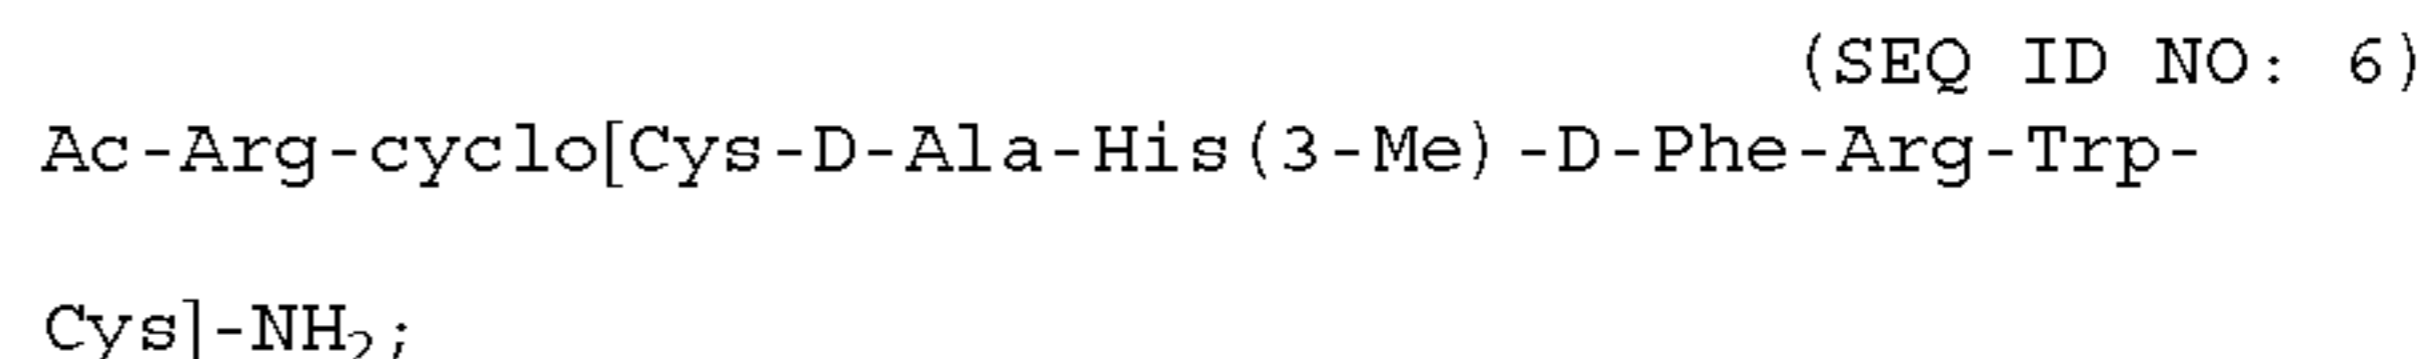 (SEQ ID NO: 6)
Ac-Arg-cyclo[Cys-D-Ala-His(3-Me)-D-Phe-Arg-Trp-
Cys]-NH₂;